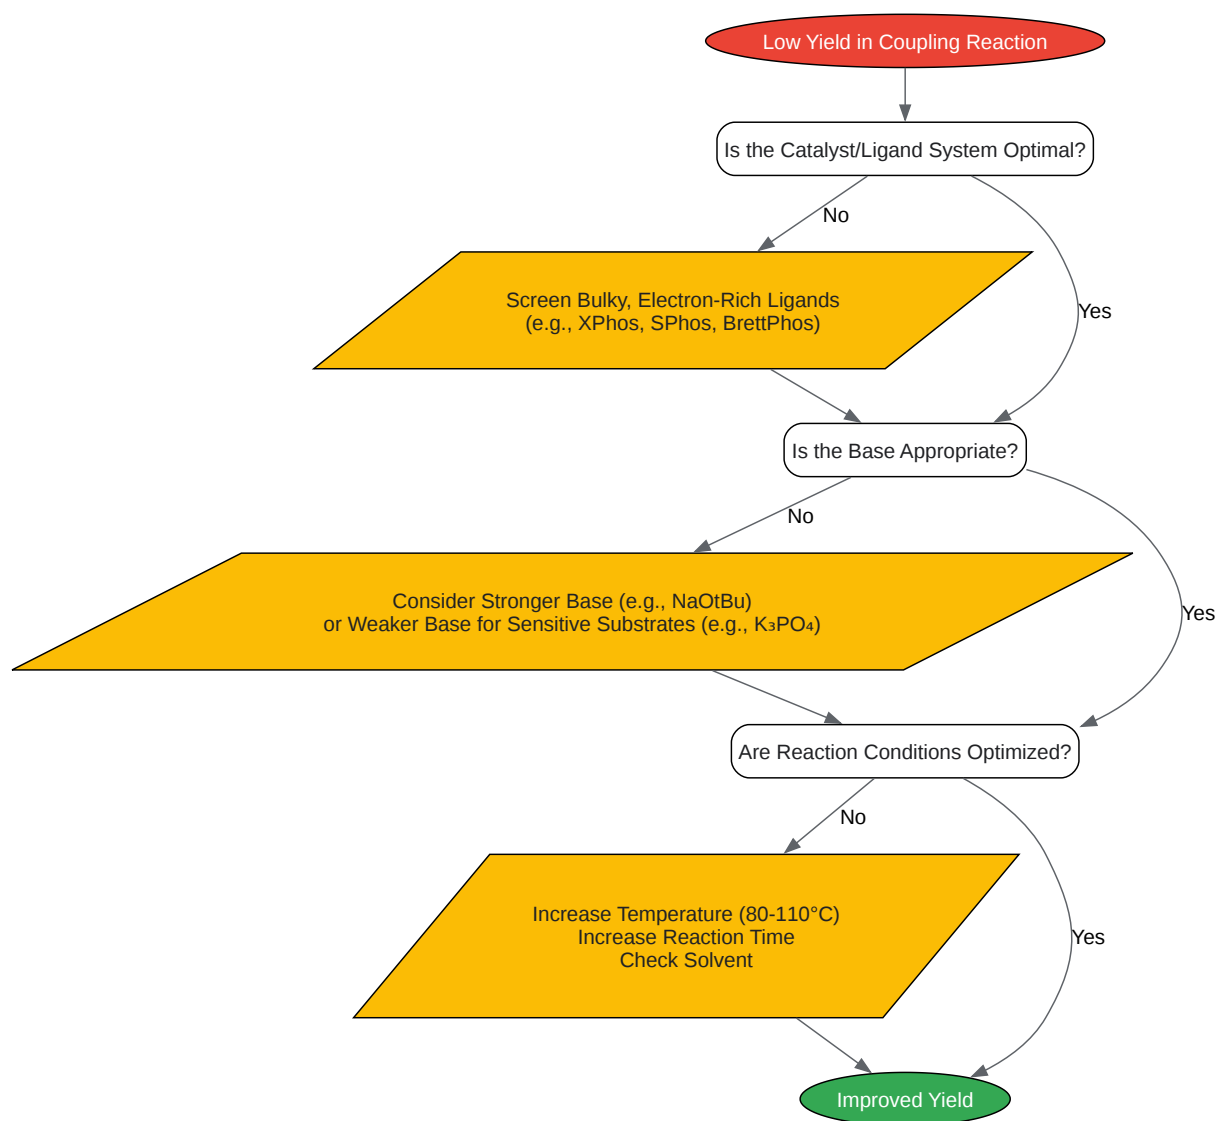 Low Yield in Coupling Reaction
Is the Catalyst/Ligand System Optimal?
No
Screen Bulky, Electron-Rich Ligands
(e.g., XPhos, SPhos, BrettPhos)
Yes
Is the Base Appropriate?
No
Consider Stronger Base (e.g., NaOtBu)
or Weaker Base for Sensitive Substrates (e.g., K₃PO₄)
Yes
Are Reaction Conditions Optimized?
No
Increase Temperature (80-110°C)
Increase Reaction Time
Check Solvent
Yes
Improved Yield